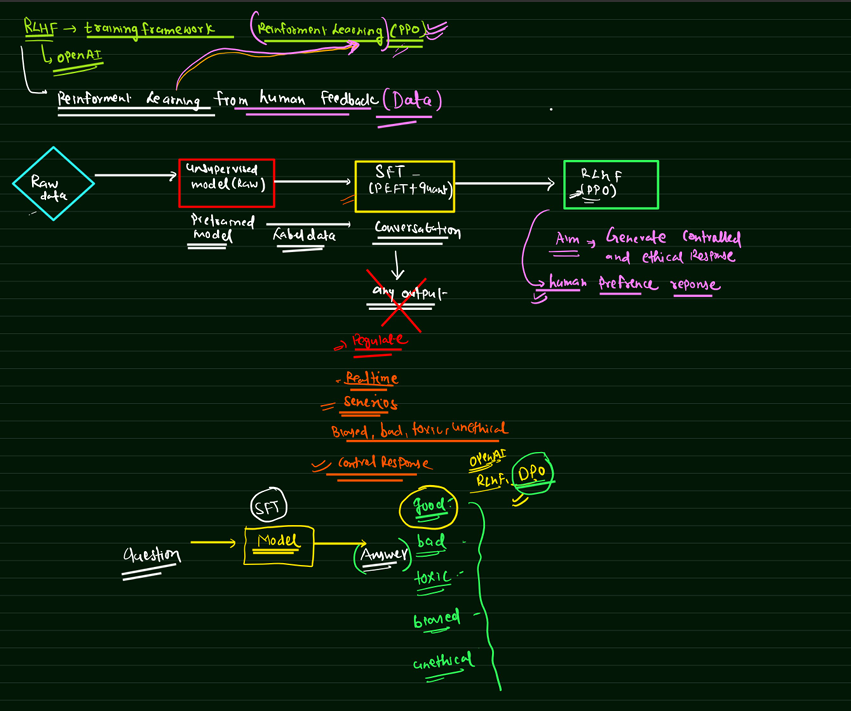 RLHF → training framework (Reinforment Learning) (PPO)
OpenAI
Reinforment Learning from human Feedback (Data)
Raw data
Unsupervised model (Raw)
SFT
(PEFT + Quant)
RLHF
(PPO)
Pretrained model
Label data
Conversatation
Aim → Generate Controlled and ethical Response
→ human prefrence reponse
any output
→ Regulate
Realtime
Senerios
Biased, bad, toxic, unethical
Control Response
OpenAI
RLHF, DPO
SFT
Question
Model
(Answer)
good
bad
toxic
biased
unethical